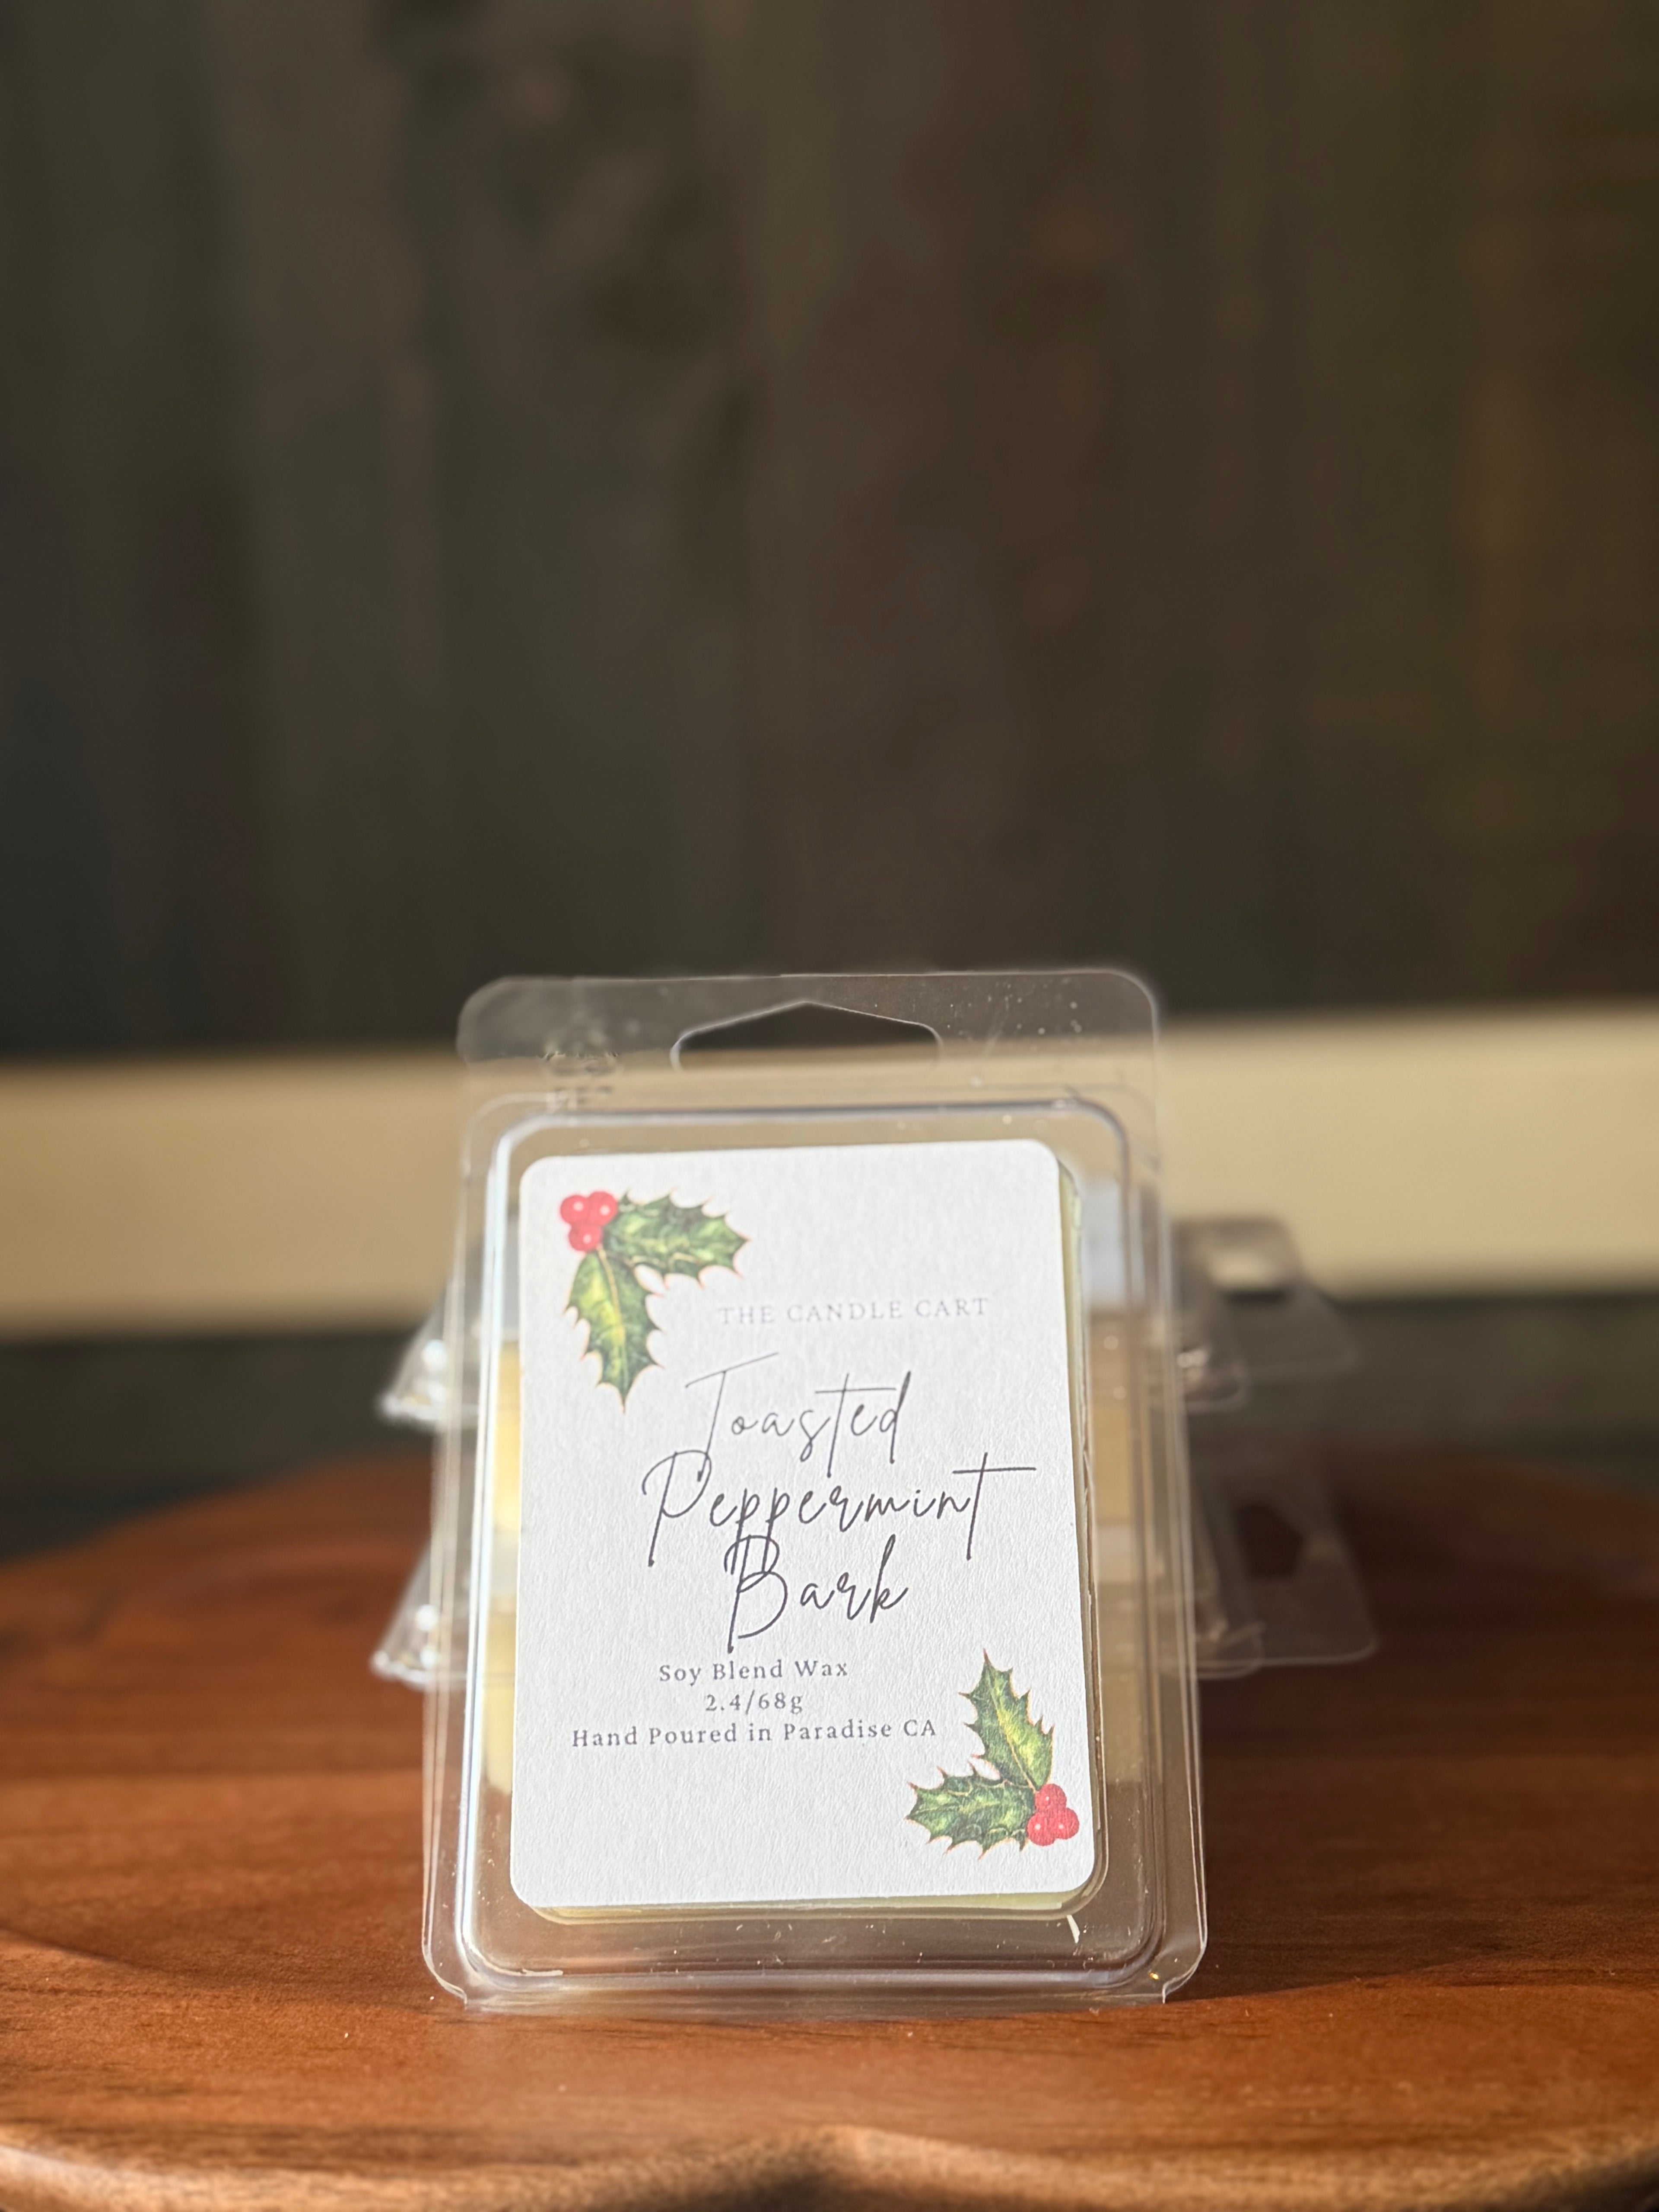 THE CANDLE CART
Toasted
Peppermint
Bark
Soy Blend Wax
2.4/68g
Hand Poured in Paradise CA